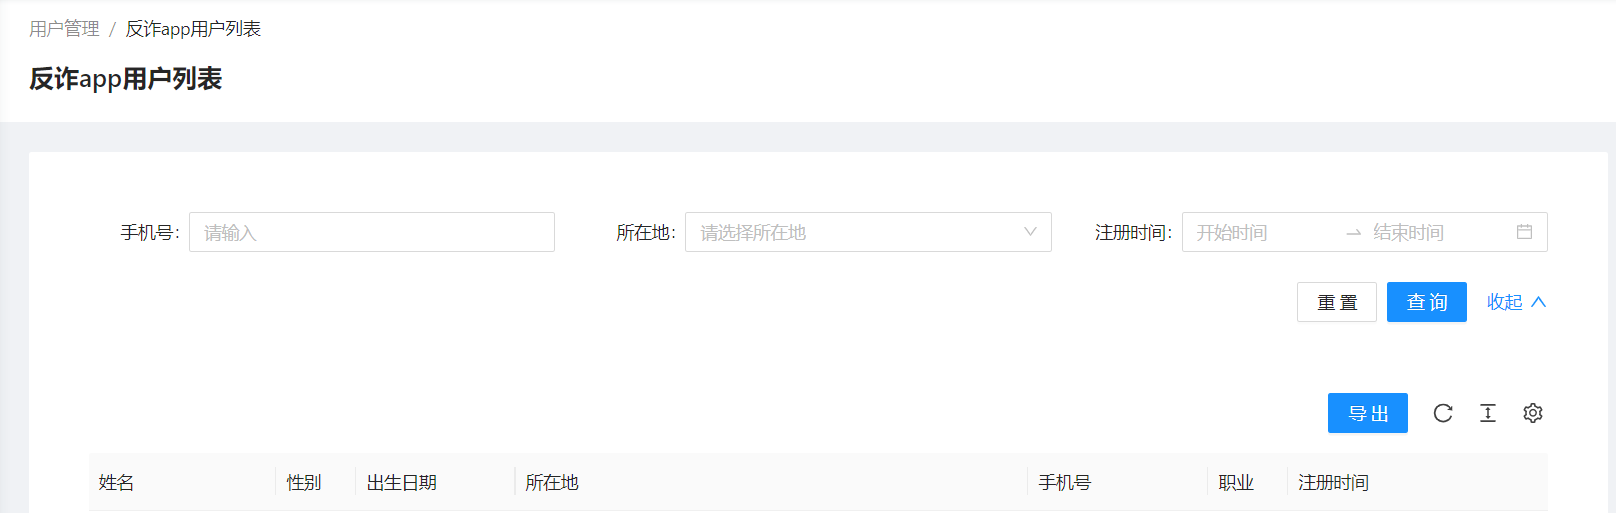 用户管理 / 反诈app用户列表
反诈app用户列表
手机号: 请输入 所在地: 请选择所在地 注册时间: 开始时间 → 结束时间
重置 查询 收起
导出
姓名 性别 出生日期 所在地 手机号 职业 注册时间